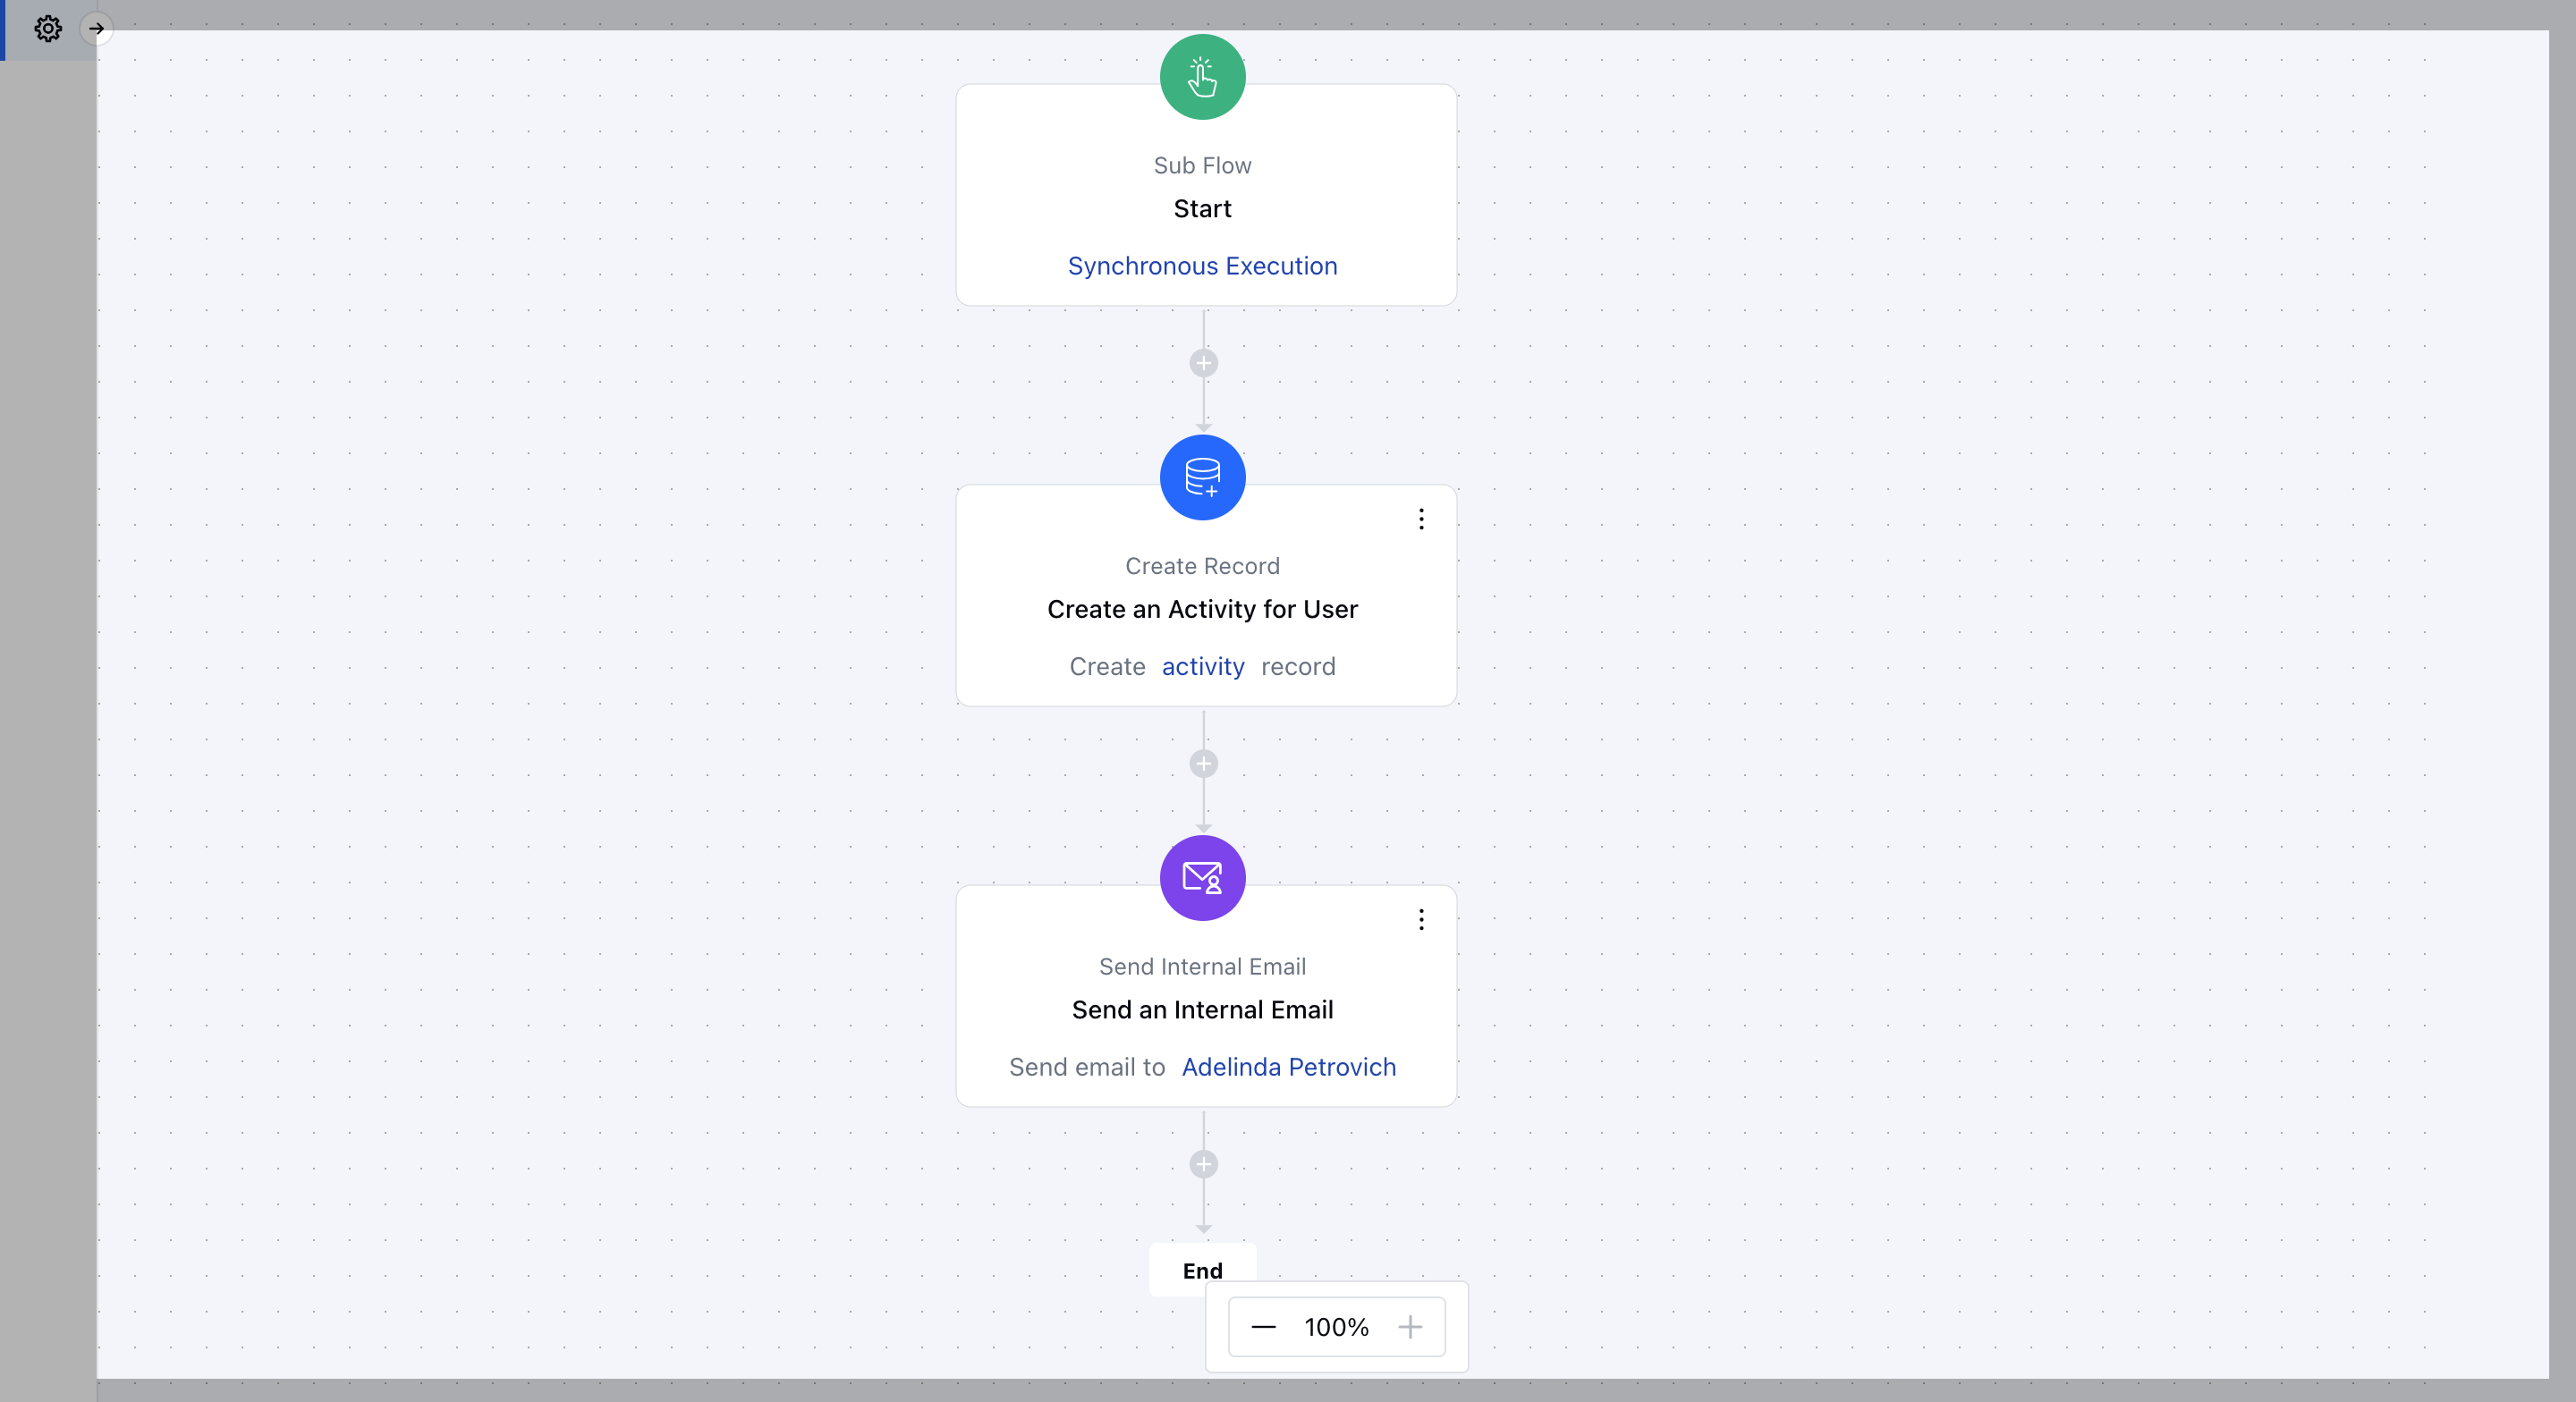 Sub Flow
Start
Synchronous Execution
Create Record
Create an Activity for User
Create activity record
Send Internal Email
Send an Internal Email
Send email to Adelinda Petrovich
End
100%